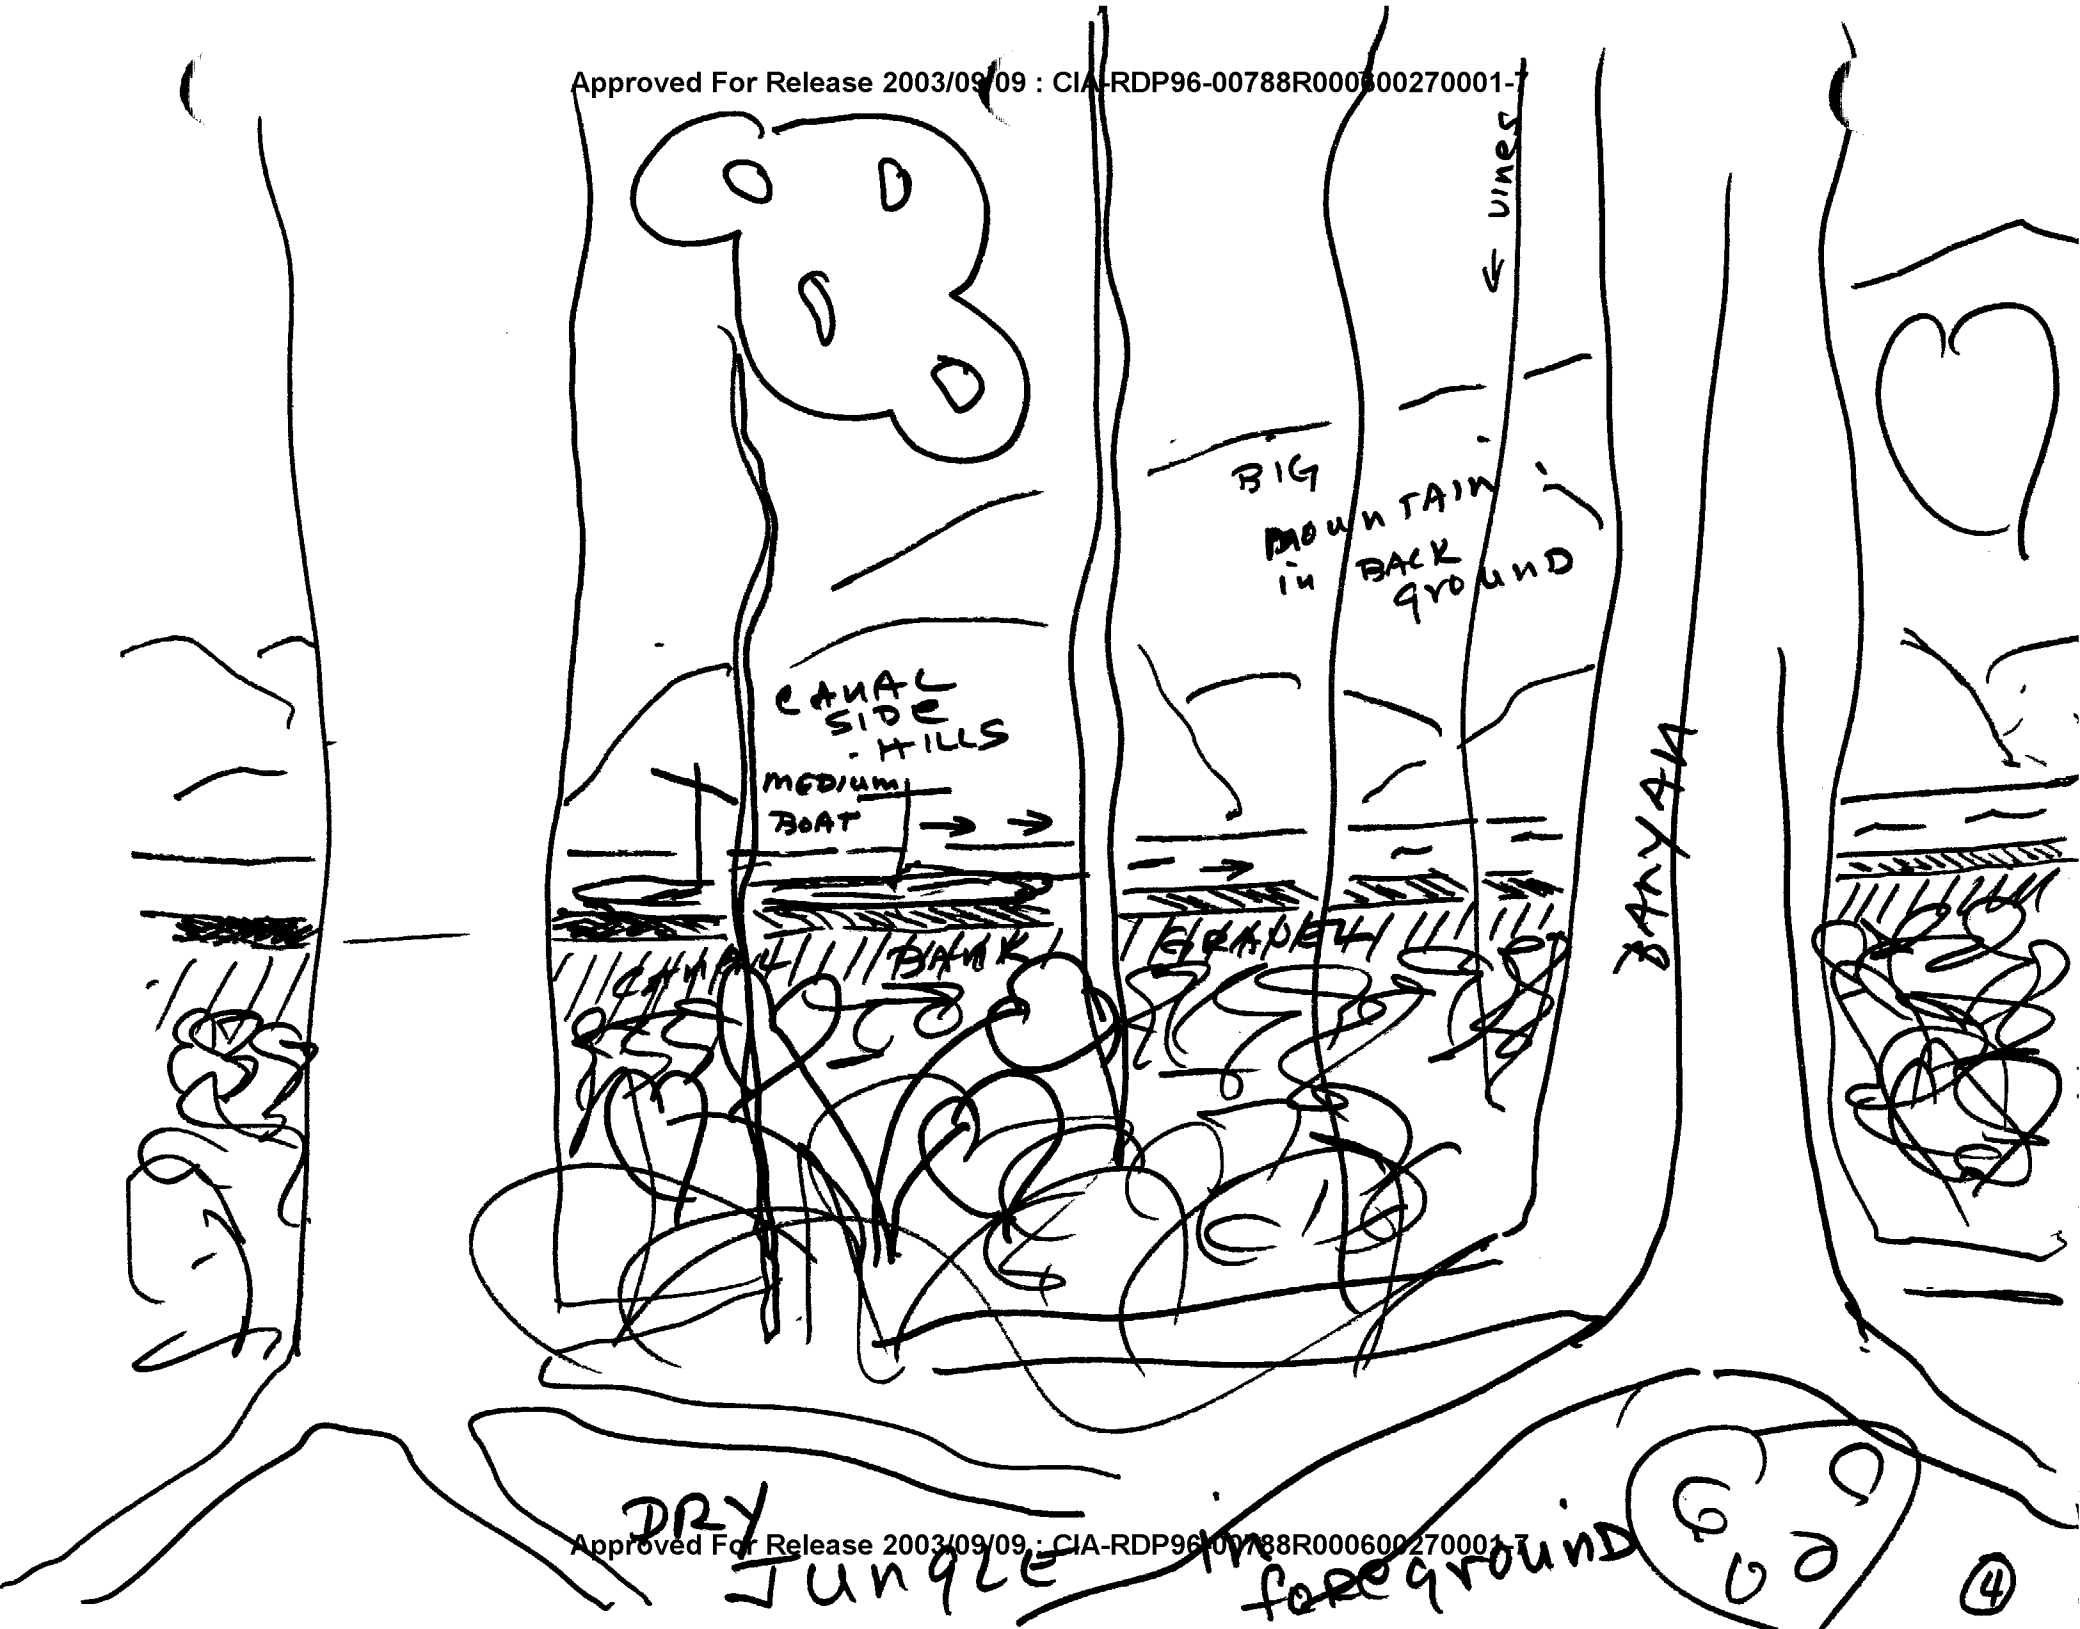 Approved For Release 2003/09/09 : CIA-RDP96-00788R000600270001-7
← vines
BIG
mounTAIn
in BACK
grounD
CANAL
SIDE
HILLS
MEDIum
BOAT
BANYAN
CANAL BANK GRAVEL
DRY
JunglE in
foreground
Approved For Release 2003/09/09 : CIA-RDP96-00788R000600270001-7
4